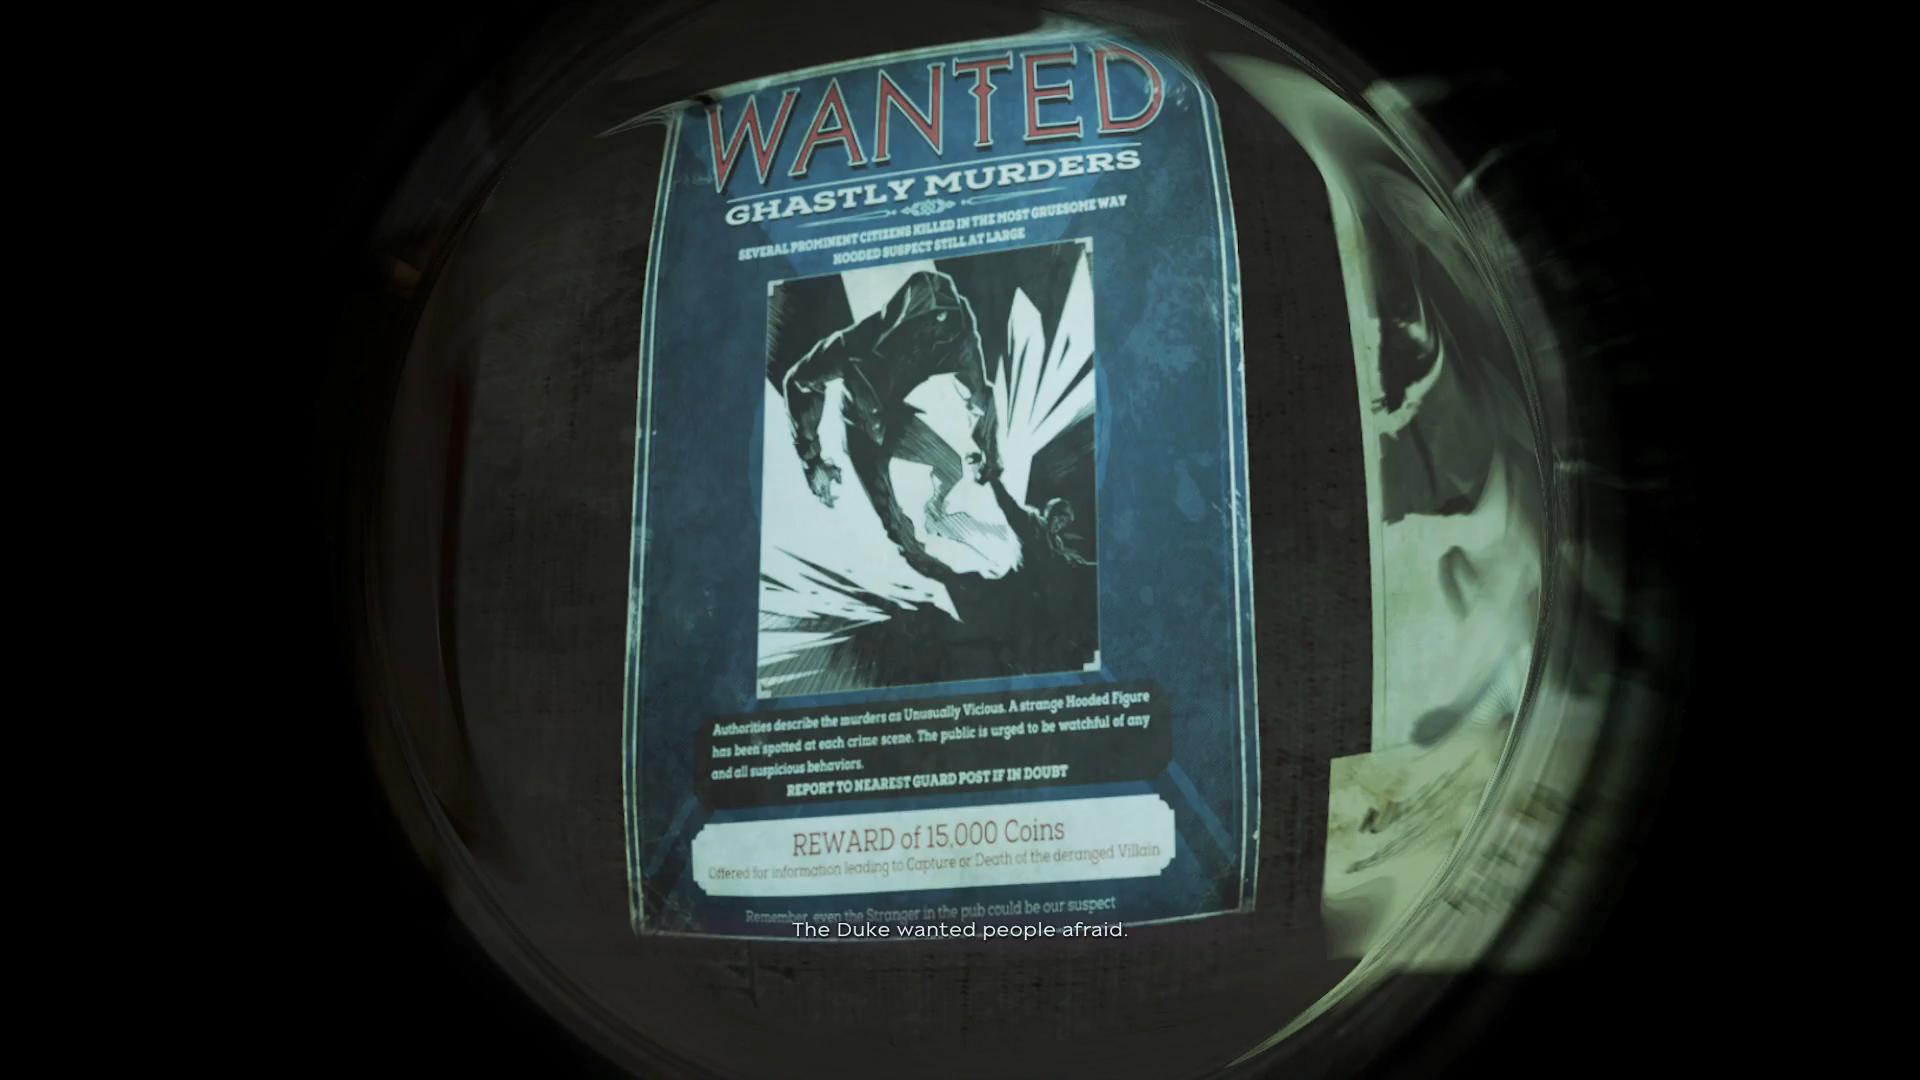 WANTED
GHASTLY MURDERS
SEVERAL PROMINENT CITIZENS KILLED IN THE MOST GRUESOME WAY
HOODED SUSPECT STILL AT LARGE
Authorities describe the murders as Unusually Vicious. A strange Hooded Figure
has been spotted at each crime scene. The public is urged to be watchful of any
and all suspicious behaviors.
REPORT TO NEAREST GUARD POST IF IN DOUBT
REWARD of 15,000 Coins
Offered for information leading to Capture or Death of the deranged Villain
Remember, even the Stranger in the pub could be our suspect
The Duke wanted people afraid.